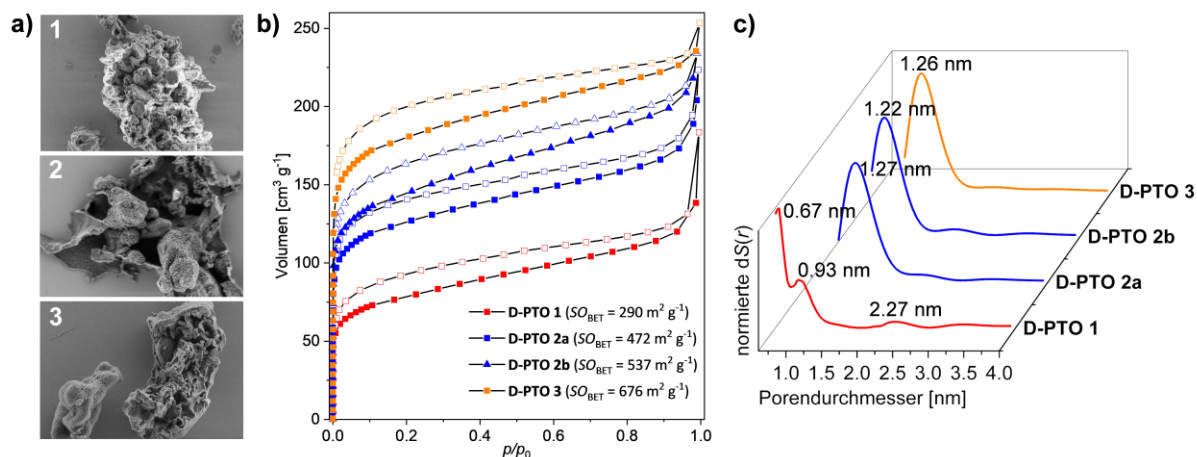 a)
1
2
3
b)
Volumen [cm³ g⁻¹]
250
200
150
100
50
0
D-PTO 1 (SO_BET = 290 m² g⁻¹)
D-PTO 2a (SO_BET = 472 m² g⁻¹)
D-PTO 2b (SO_BET = 537 m² g⁻¹)
D-PTO 3 (SO_BET = 676 m² g⁻¹)
0.0 0.2 0.4 0.6 0.8 1.0
p/p₀
c)
1.26 nm
1.22 nm
1.27 nm
0.67 nm
0.93 nm
2.27 nm
D-PTO 3
D-PTO 2b
D-PTO 2a
D-PTO 1
normierte dS(r)
1.0 1.5 2.0 2.5 3.0 3.5 4.0
Porendurchmesser [nm]